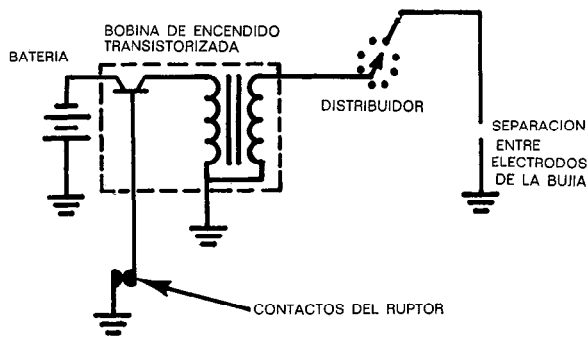 BOBINA DE ENCENDIDO
TRANSISTORIZADA
BATERIA
DISTRIBUIDOR
SEPARACION
ENTRE
ELECTRODOS
DE LA BUJIA
CONTACTOS DEL RUPTOR